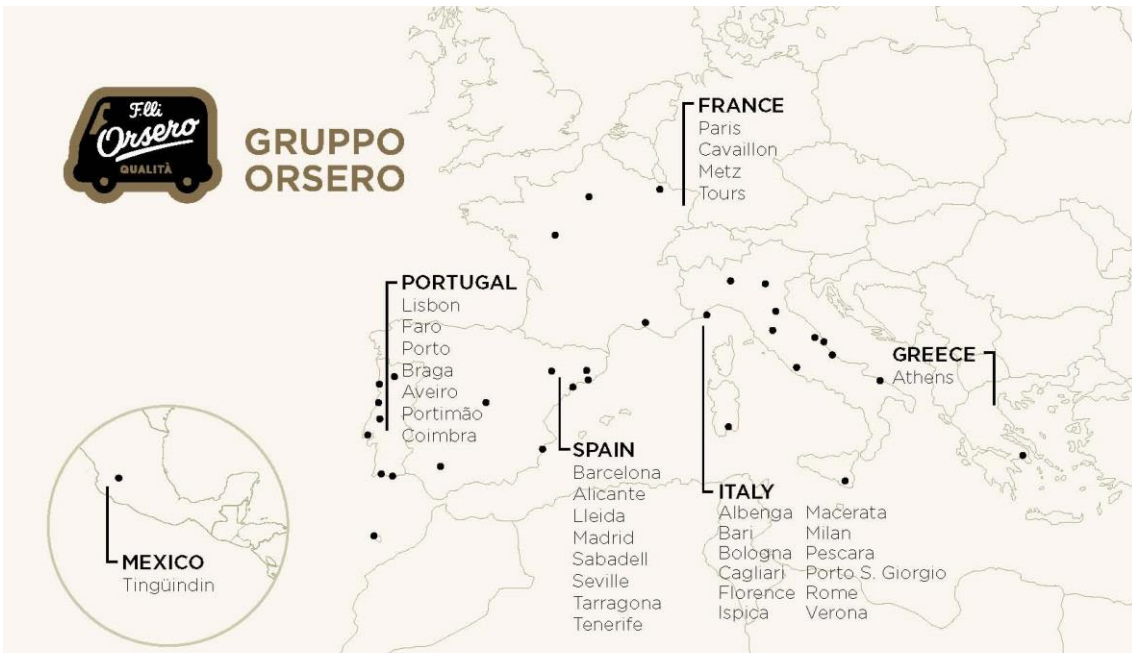 F.lli
Orsero
QUALITÀ
GRUPPO
ORSERO
FRANCE
Paris
Cavaillon
Metz
Tours
PORTUGAL
Lisbon
Faro
Porto
Braga
Aveiro
Portimão
Coimbra
GREECE
Athens
SPAIN
Barcelona
Alicante
Lleida
Madrid
Sabadell
Seville
Tarragona
Tenerife
ITALY
Albenga
Bari
Bologna
Cagliari
Florence
Ispica
Macerata
Milan
Pescara
Porto S. Giorgio
Rome
Verona
MEXICO
Tingüindin